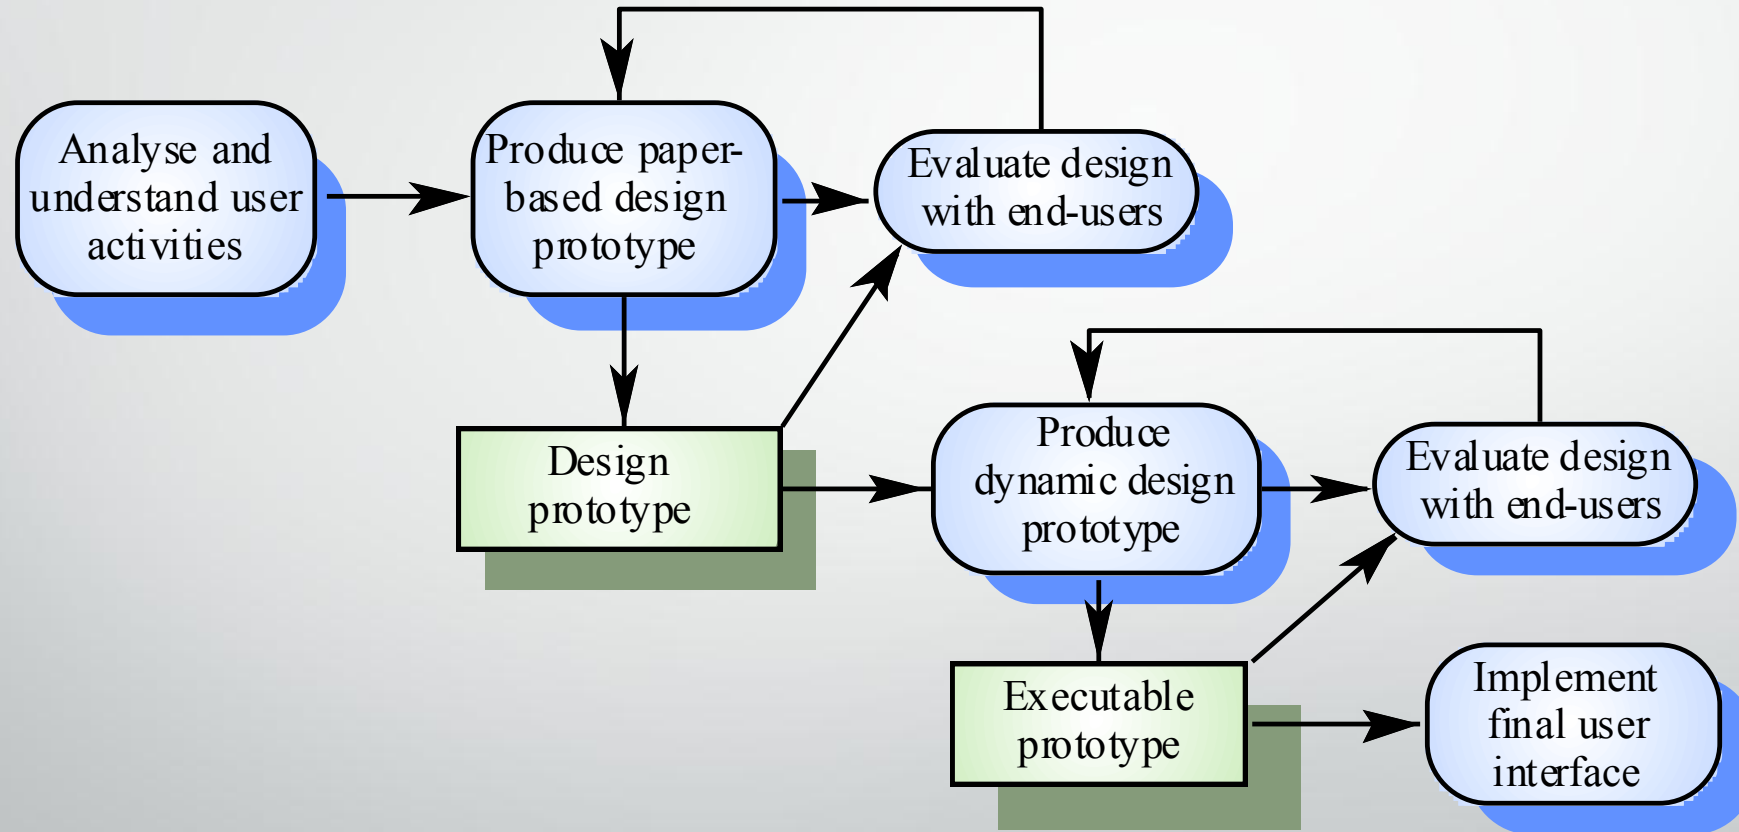 Analyse and
understand user
activities
Produce paper-
based design
prototype
Evaluate design
with end-users
Design
prototype
Produce
dynamic design
prototype
Evaluate design
with end-users
Executable
prototype
Implement
final user
interface